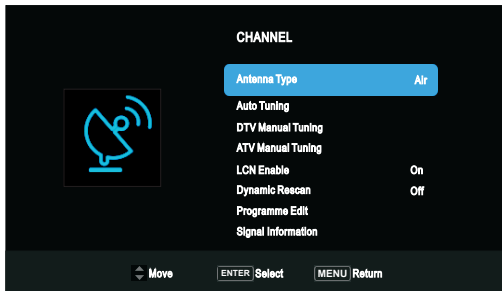 CHANNEL
Antenna Type Air
Auto Tuning
DTV Manual Tuning
ATV Manual Tuning
LCN Enable On
Dynamic Rescan Off
Programme Edit
Signal Information
Move ENTER Select MENU Return